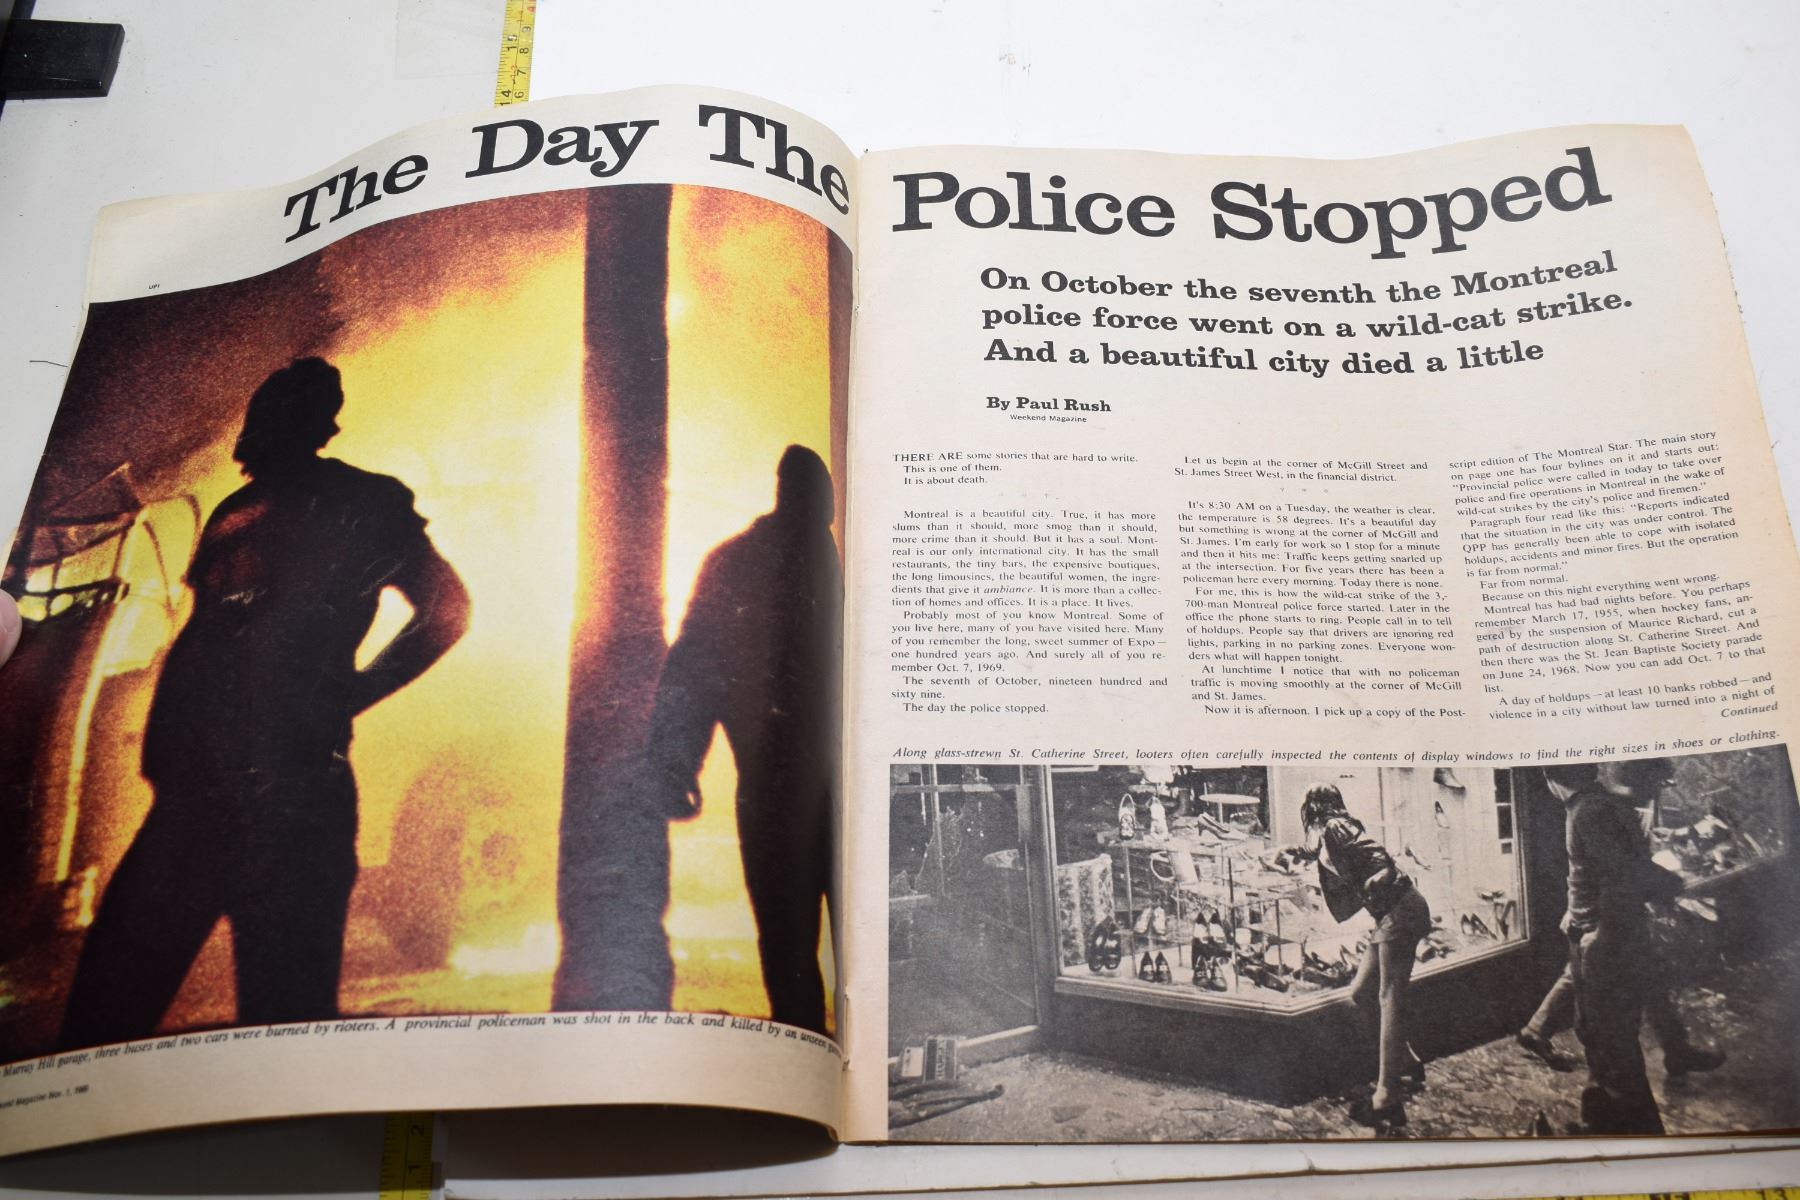 The Day The Police Stopped
UPI
On October the seventh the Montreal
police force went on a wild-cat strike.
And a beautiful city died a little
By Paul Rush
Weekend Magazine
THERE ARE some stories that are hard to write.
This is one of them.
It is about death.
Montreal is a beautiful city. True, it has more
slums than it should, more smog than it should,
more crime than it should. But it has a soul. Mont-
real is our only international city. It has the small
restaurants, the tiny bars, the expensive boutiques,
the long limousines, the beautiful women, the ingre-
dients that give it ambiance. It is more than a collec-
tion of homes and offices. It is a place. It lives.
Probably most of you know Montreal. Some of
you live here, many of you have visited here. Many
of you remember the long, sweet summer of Expo —
one hundred years ago. And surely all of you re-
member Oct. 7, 1969.
The seventh of October, nineteen hundred and
sixty nine.
The day the police stopped.
Let us begin at the corner of McGill Street and
St. James Street West, in the financial district.
It's 8:30 AM on a Tuesday, the weather is clear,
the temperature is 58 degrees. It's a beautiful day
but something is wrong at the corner of McGill and
St. James. I'm early for work so I stop for a minute
and then it hits me: Traffic keeps getting snarled up
at the intersection. For five years there has been a
policeman here every morning. Today there is none.
For me, this is how the wild-cat strike of the 3,-
700-man Montreal police force started. Later in the
office the phone starts to ring. People call in to tell
of holdups. People say that drivers are ignoring red
lights, parking in no parking zones. Everyone won-
ders what will happen tonight.
At lunchtime I notice that with no policeman
traffic is moving smoothly at the corner of McGill
and St. James.
Now it is afternoon. I pick up a copy of the Post-
script edition of The Montreal Star. The main story
on page one has four bylines on it and starts out:
"Provincial police were called in today to take over
police and fire operations in Montreal in the wake of
wild-cat strikes by the city's police and firemen."
Paragraph four read like this: "Reports indicated
that the situation in the city was under control. The
QPP has generally been able to cope with isolated
holdups, accidents and minor fires. But the operation
is far from normal."
Far from normal.
Because on this night everything went wrong.
Montreal has had bad nights before. You perhaps
remember March 17, 1955, when hockey fans, an-
gered by the suspension of Maurice Richard, cut a
path of destruction along St. Catherine Street. And
then there was the St. Jean Baptiste Society parade
on June 24, 1968. Now you can add Oct. 7 to that
list.
A day of holdups — at least 10 banks robbed — and
violence in a city without law turned into a night of
Continued
Along glass-strewn St. Catherine Street, looters often carefully inspected the contents of display windows to find the right sizes in shoes or clothing.
Murray Hill garage, three buses and two cars were burned by rioters. A provincial policeman was shot in the back and killed by an unseen
Magazine Nov. 1, 1969